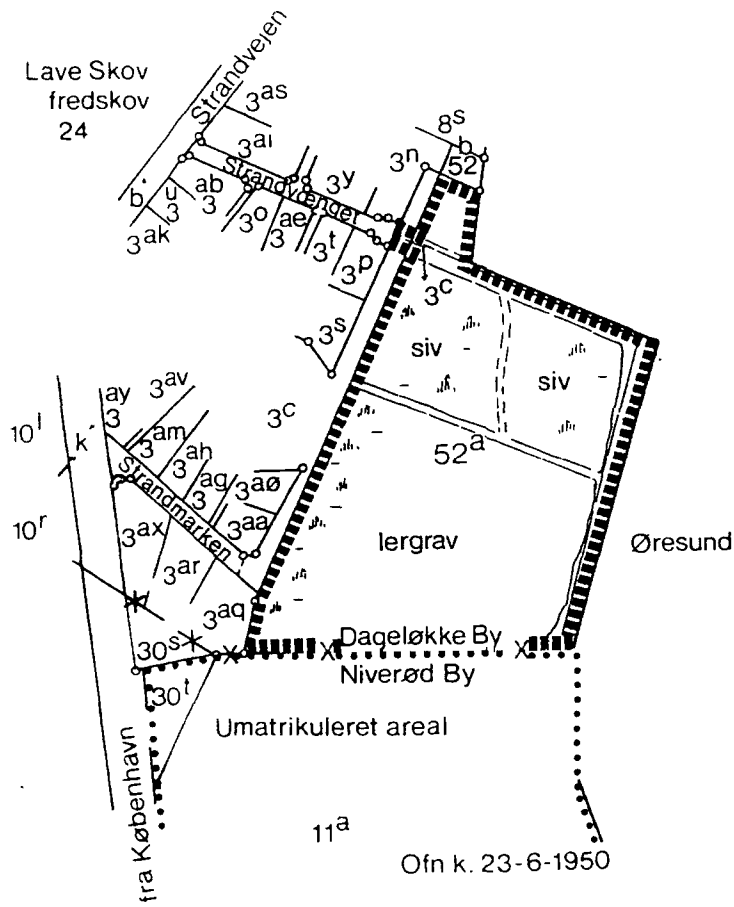 Lave Skov
fredskov
24
Strandvejen
3as
8s
b
52
3n
3aı
3y
Strandvænget
b
u
3
ab
3
3o
ae
3
3t
3p
3ak
3c
3s
siv
siv
ay
3
3av
3c
10l
k
3am
3ah
ag
3
3aø
52a
Strandmarken
10r
3ax
3aa
lergrav
Øresund
3ar
3aq
30s
Dageløkke By
Niverød By
30t
Umatrikuleret areal
fra København
11a
Ofn k. 23-6-1950